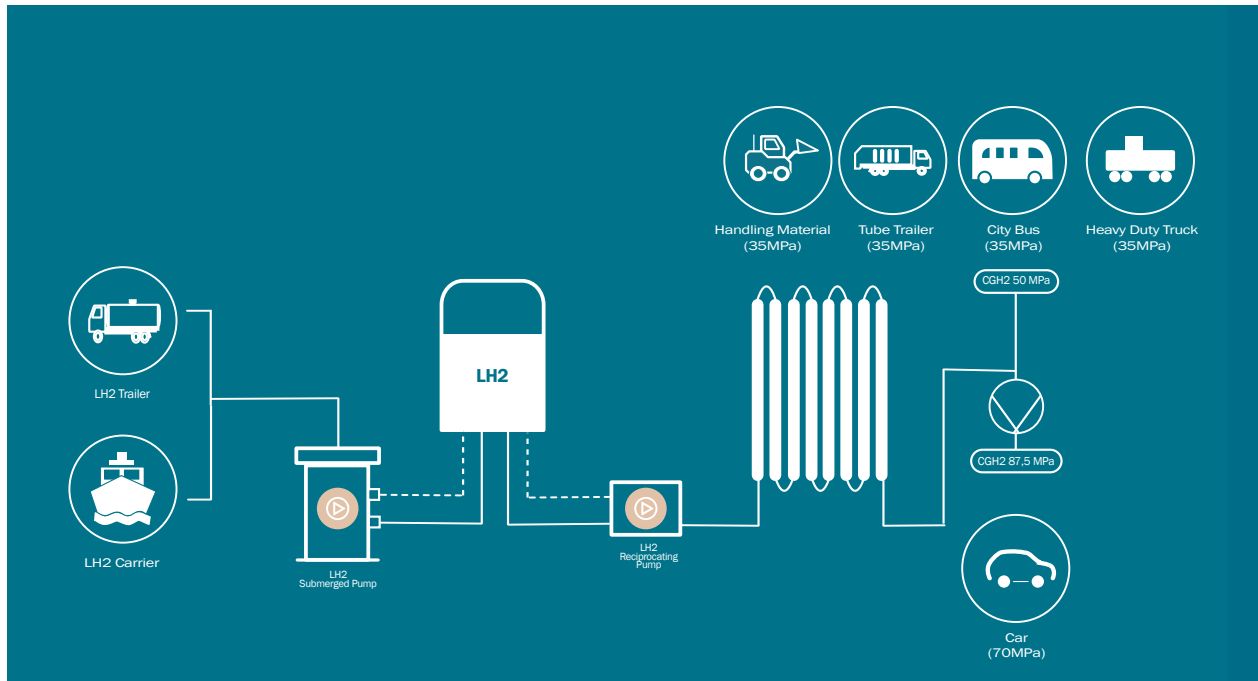 Handling Material
(35MPa)
Tube Trailer
(35MPa)
City Bus
(35MPa)
Heavy Duty Truck
(35MPa)
CGH2 50 MPa
LH2
LH2 Trailer
CGH2 87,5 MPa
LH2 Carrier
LH2
Submerged Pump
LH2
Reciprocating
Pump
Car
(70MPa)